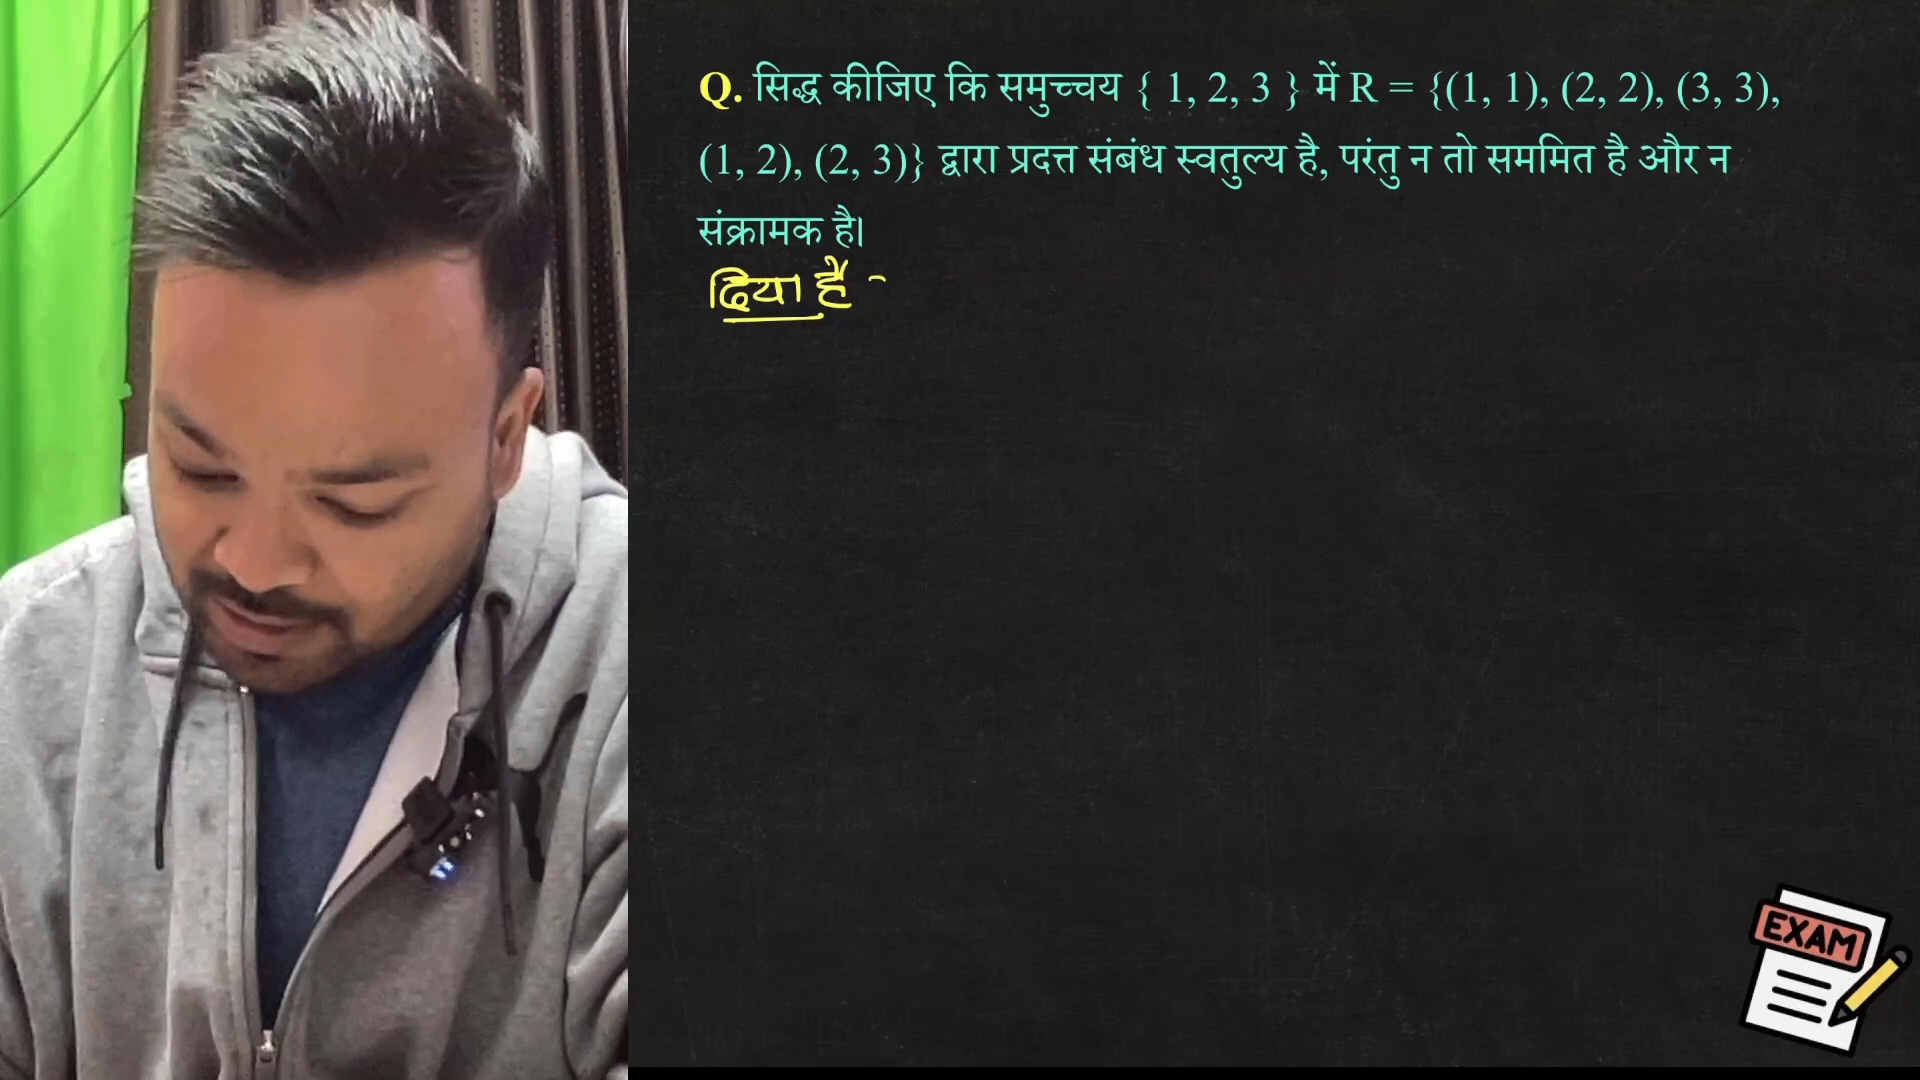 Q. सिद्ध कीजिए कि समुच्चय { 1, 2, 3 } में R = {(1, 1), (2, 2), (3, 3),
(1, 2), (2, 3)} द्वारा प्रदत्त संबंध स्वतुल्य है, परंतु न तो सममित है और न
संक्रामक है।
दिया है -
EXAM